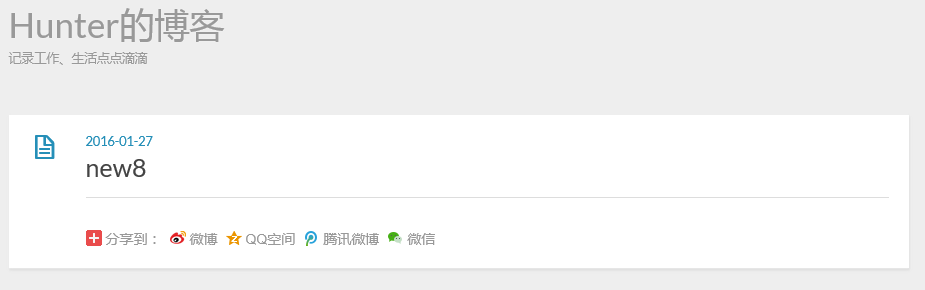 Hunter的博客
记录工作、生活点点滴滴
2016-01-27
new8
分享到： 微博 QQ空间 腾讯微博 微信